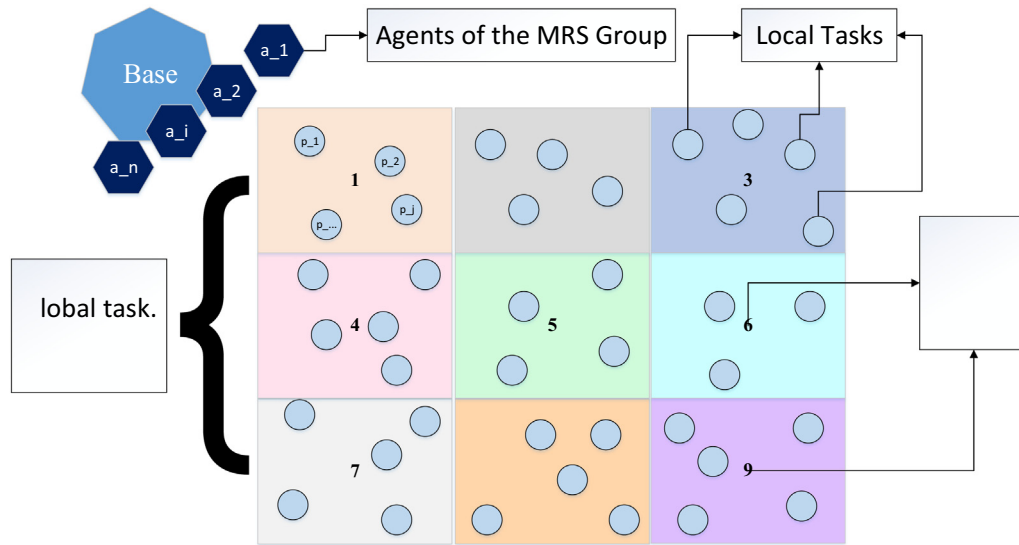 a_1
Agents of the MRS Group
Local Tasks
Base
a_2
a_i
a_n
p_1
p_2
1
p_j
p_...
3
lobal task.
4
5
6
7
9